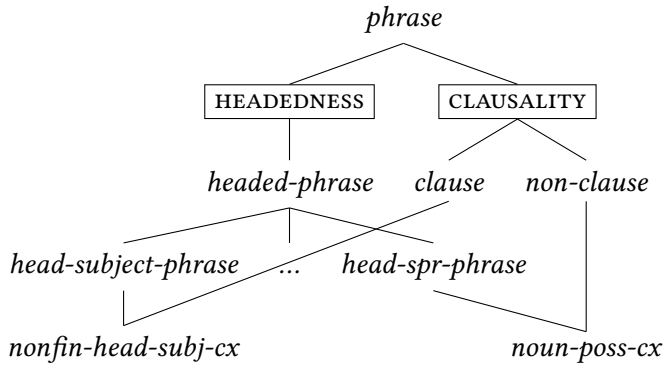 phrase
HEADEDNESS CLAUSALITY
headed-phrase clause non-clause
head-subject-phrase ... head-spr-phrase
nonfin-head-subj-cx noun-poss-cx